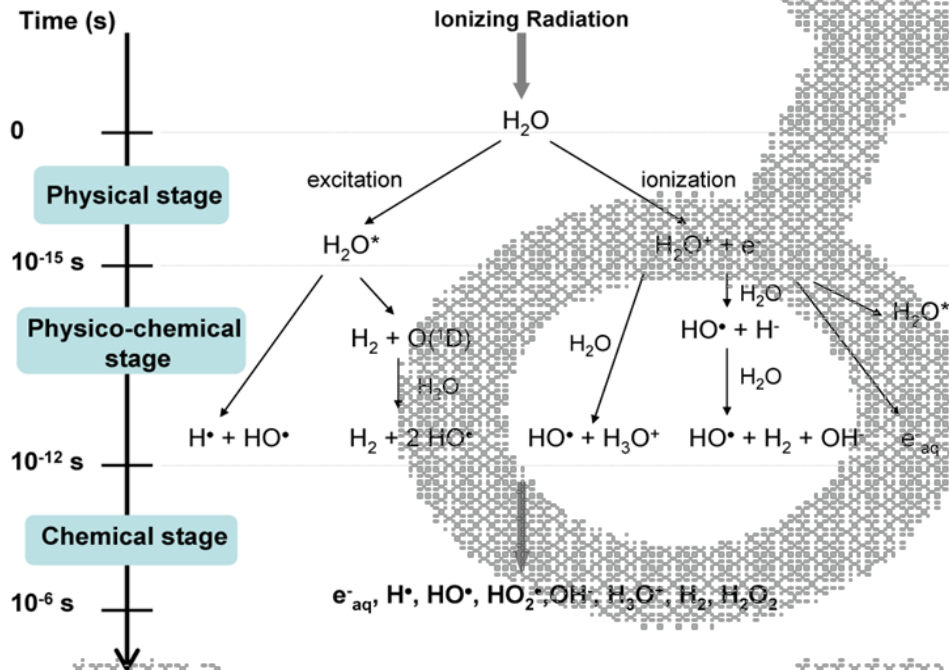 Time (s)
Ionizing Radiation
0
H₂O
Physical stage
excitation
ionization
10⁻¹⁵ s
H₂O*
H₂O⁺ + e⁻
Physico-chemical
stage
H₂O
H₂O*
H₂ + O(¹D)
H₂O
HO• + H⁻
H₂O
H₂O
H• + HO•
H₂ + 2 HO•
HO• + H₃O⁺
HO• + H₂ + OH⁻
e⁻aq
10⁻¹² s
Chemical stage
10⁻⁶ s
e⁻aq, H•, HO•, HO₂•, OH⁻, H₃O⁺, H₂, H₂O₂